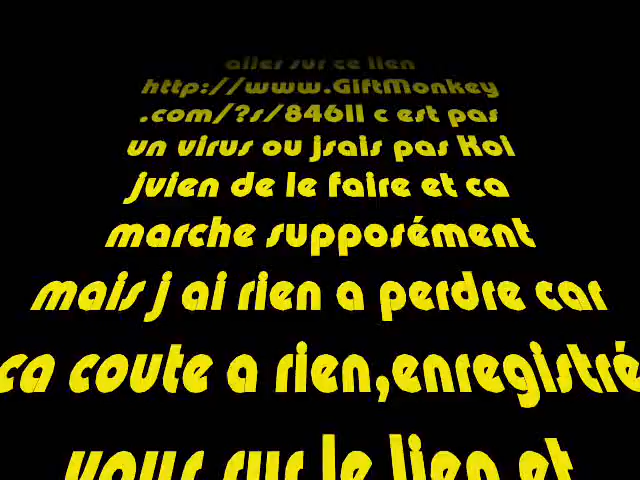 aller sur ce lien
http://www.GiftMonkey
.com/?s/84611 c est pas
un virus ou jsais pas Koi
jvien de le faire et ca
marche supposément
mais j ai rien a perdre car
ca coute a rien,enregistré
vous sur le lien et